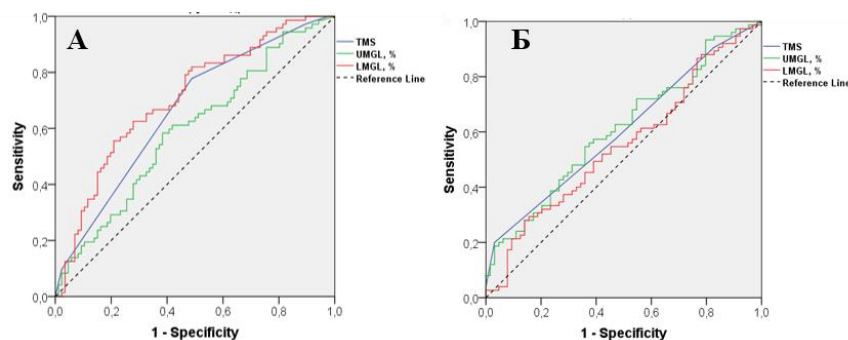 А
1,0
0,8
0,6
0,4
0,2
0,0
Sensitivity
0,0 0,2 0,4 0,6 0,8 1,0
1 - Specificity
TMS
UMGL, %
LMGL, %
Reference Line
Б
1,0
0,8
0,6
0,4
0,2
0,0
Sensitivity
0,0 0,2 0,4 0,6 0,8 1,0
1 - Specificity
TMS
UMGL, %
LMGL, %
Reference Line